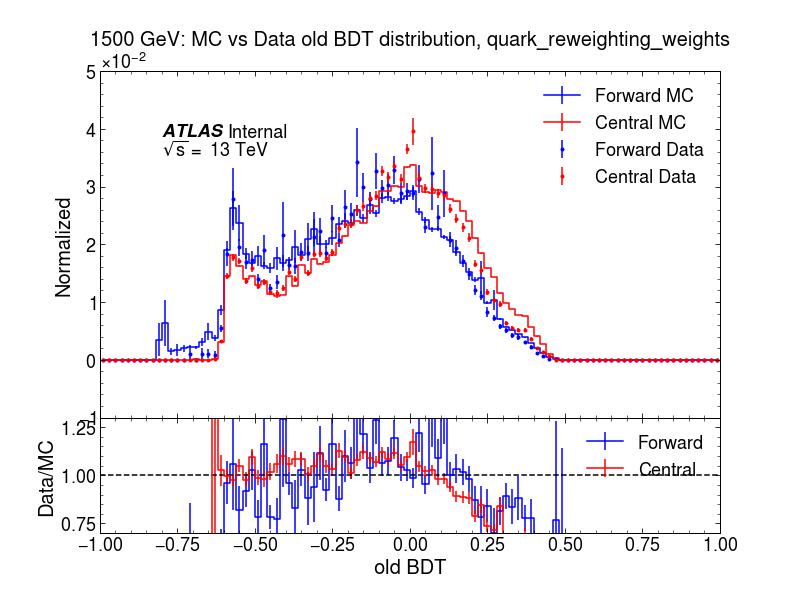 1500 GeV: MC vs Data old BDT distribution, quark_reweighting_weights
×10⁻²
5
4
3
2
1
0
−1
Normalized
ATLAS Internal
√s = 13 TeV
Forward MC
Central MC
Forward Data
Central Data
1.25
1.00
0.75
Data/MC
Forward
Central
−1.00 −0.75 −0.50 −0.25 0.00 0.25 0.50 0.75 1.00
old BDT